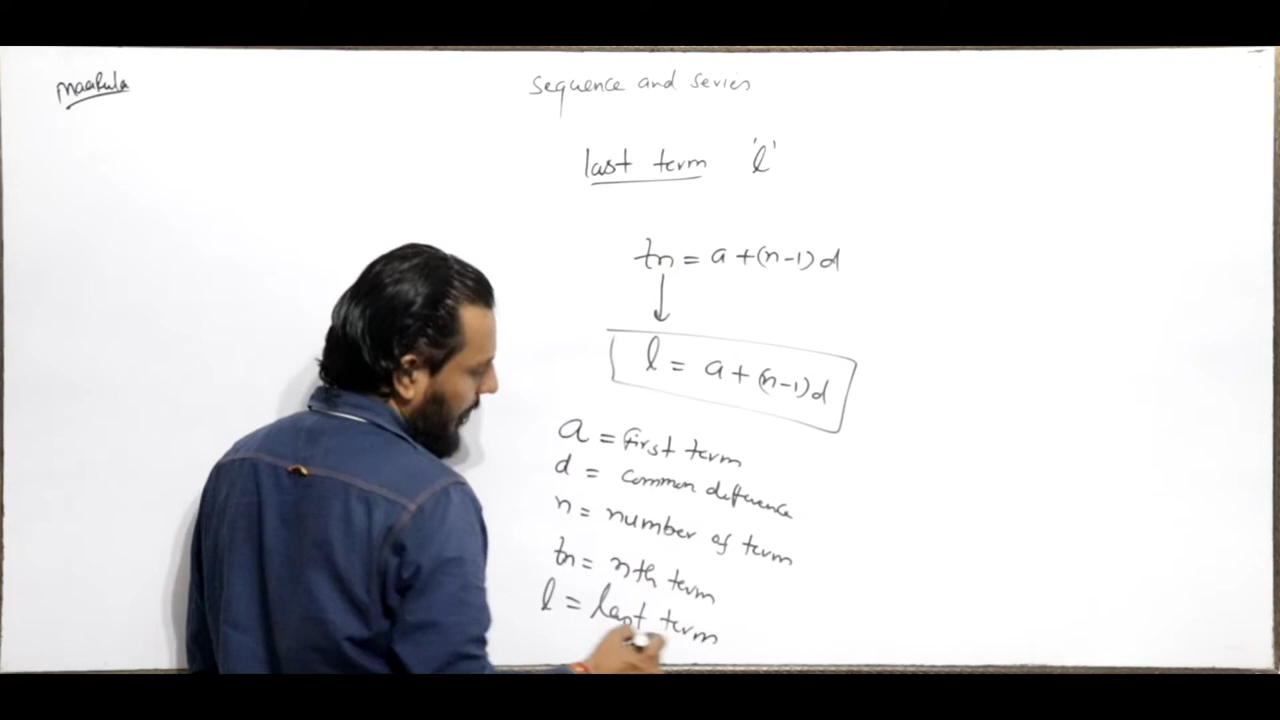 maaRula
Sequence and series
last term 'l'
tn = a + (n-1) d
l = a + (n-1) d
a = first term
d = common difference
n = number of term
tn = nth term
l = last term